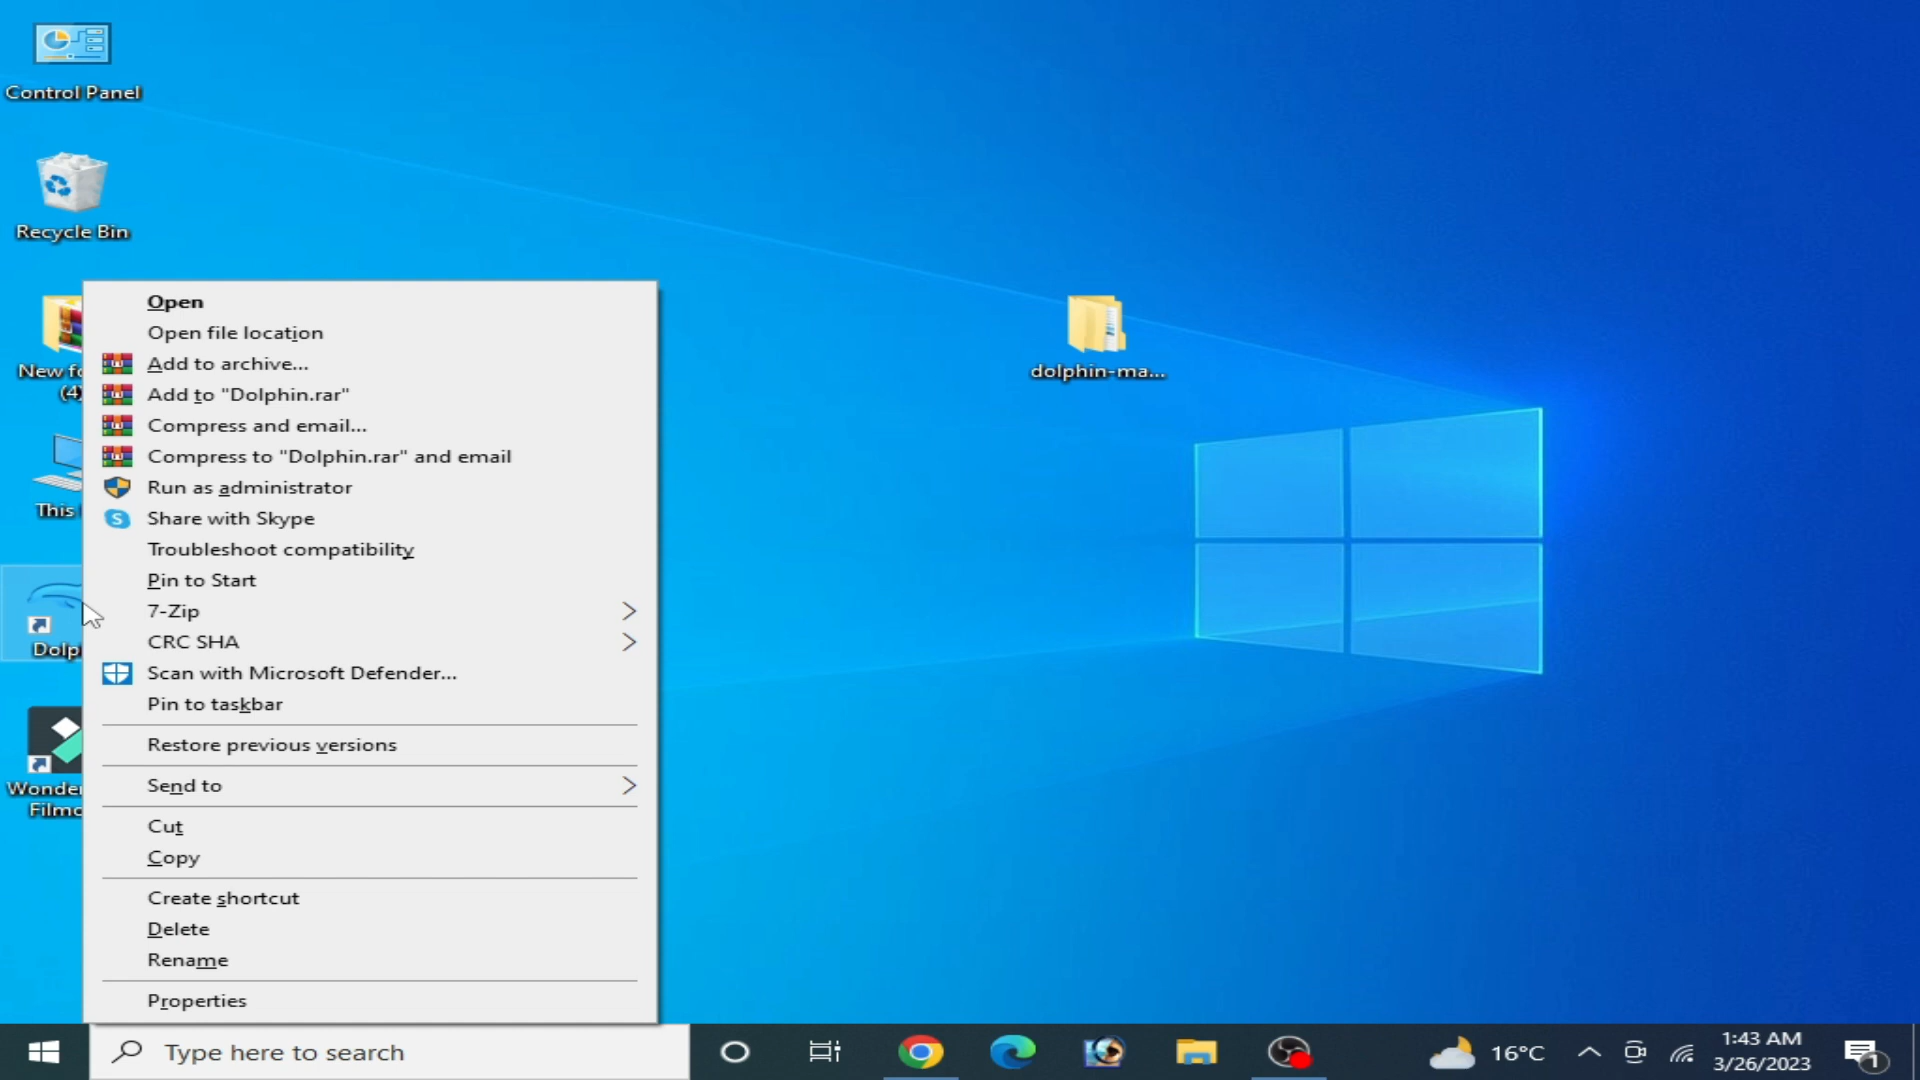 Control Panel
Recycle Bin
New fo
(4)
This
Dolp
Wonder
Filmo
dolphin-ma...
Open
Open file location
Add to archive...
Add to "Dolphin.rar"
Compress and email...
Compress to "Dolphin.rar" and email
Run as administrator
Share with Skype
Troubleshoot compatibility
Pin to Start
7-Zip
CRC SHA
Scan with Microsoft Defender...
Pin to taskbar
Restore previous versions
Send to
Cut
Copy
Create shortcut
Delete
Rename
Properties
Type here to search
16°C
1:43 AM
3/26/2023
1